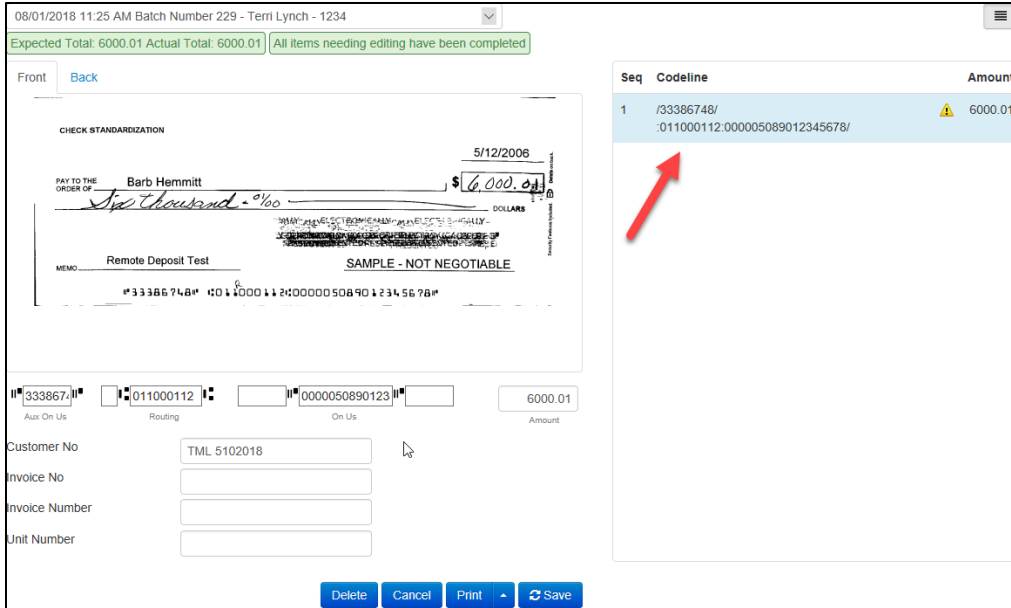 08/01/2018 11:25 AM Batch Number 229 - Terri Lynch - 1234
Expected Total: 6000.01 Actual Total: 6000.01
All items needing editing have been completed
Front Back
CHECK STANDARDIZATION
5/12/2006
PAY TO THE
ORDER OF
Barb Hemmitt
$ 6,000.01
Six thousand - 01/00
DOLLARS
MEMO
Remote Deposit Test
SAMPLE - NOT NEGOTIABLE
R
⑈33386748⑈ ⑆011000112⑆000005089012345678⑈
⑈ 333867 ⑈ ⑆ 011000112 ⑆ ⑈ 0000050890123 ⑈ 6000.01
Aux On Us Routing On Us Amount
Customer No TML 5102018
Invoice No
Invoice Number
Unit Number
Delete Cancel Print Save
Seq Codeline Amount
1 /33386748/ 6000.01
:011000112:000005089012345678/